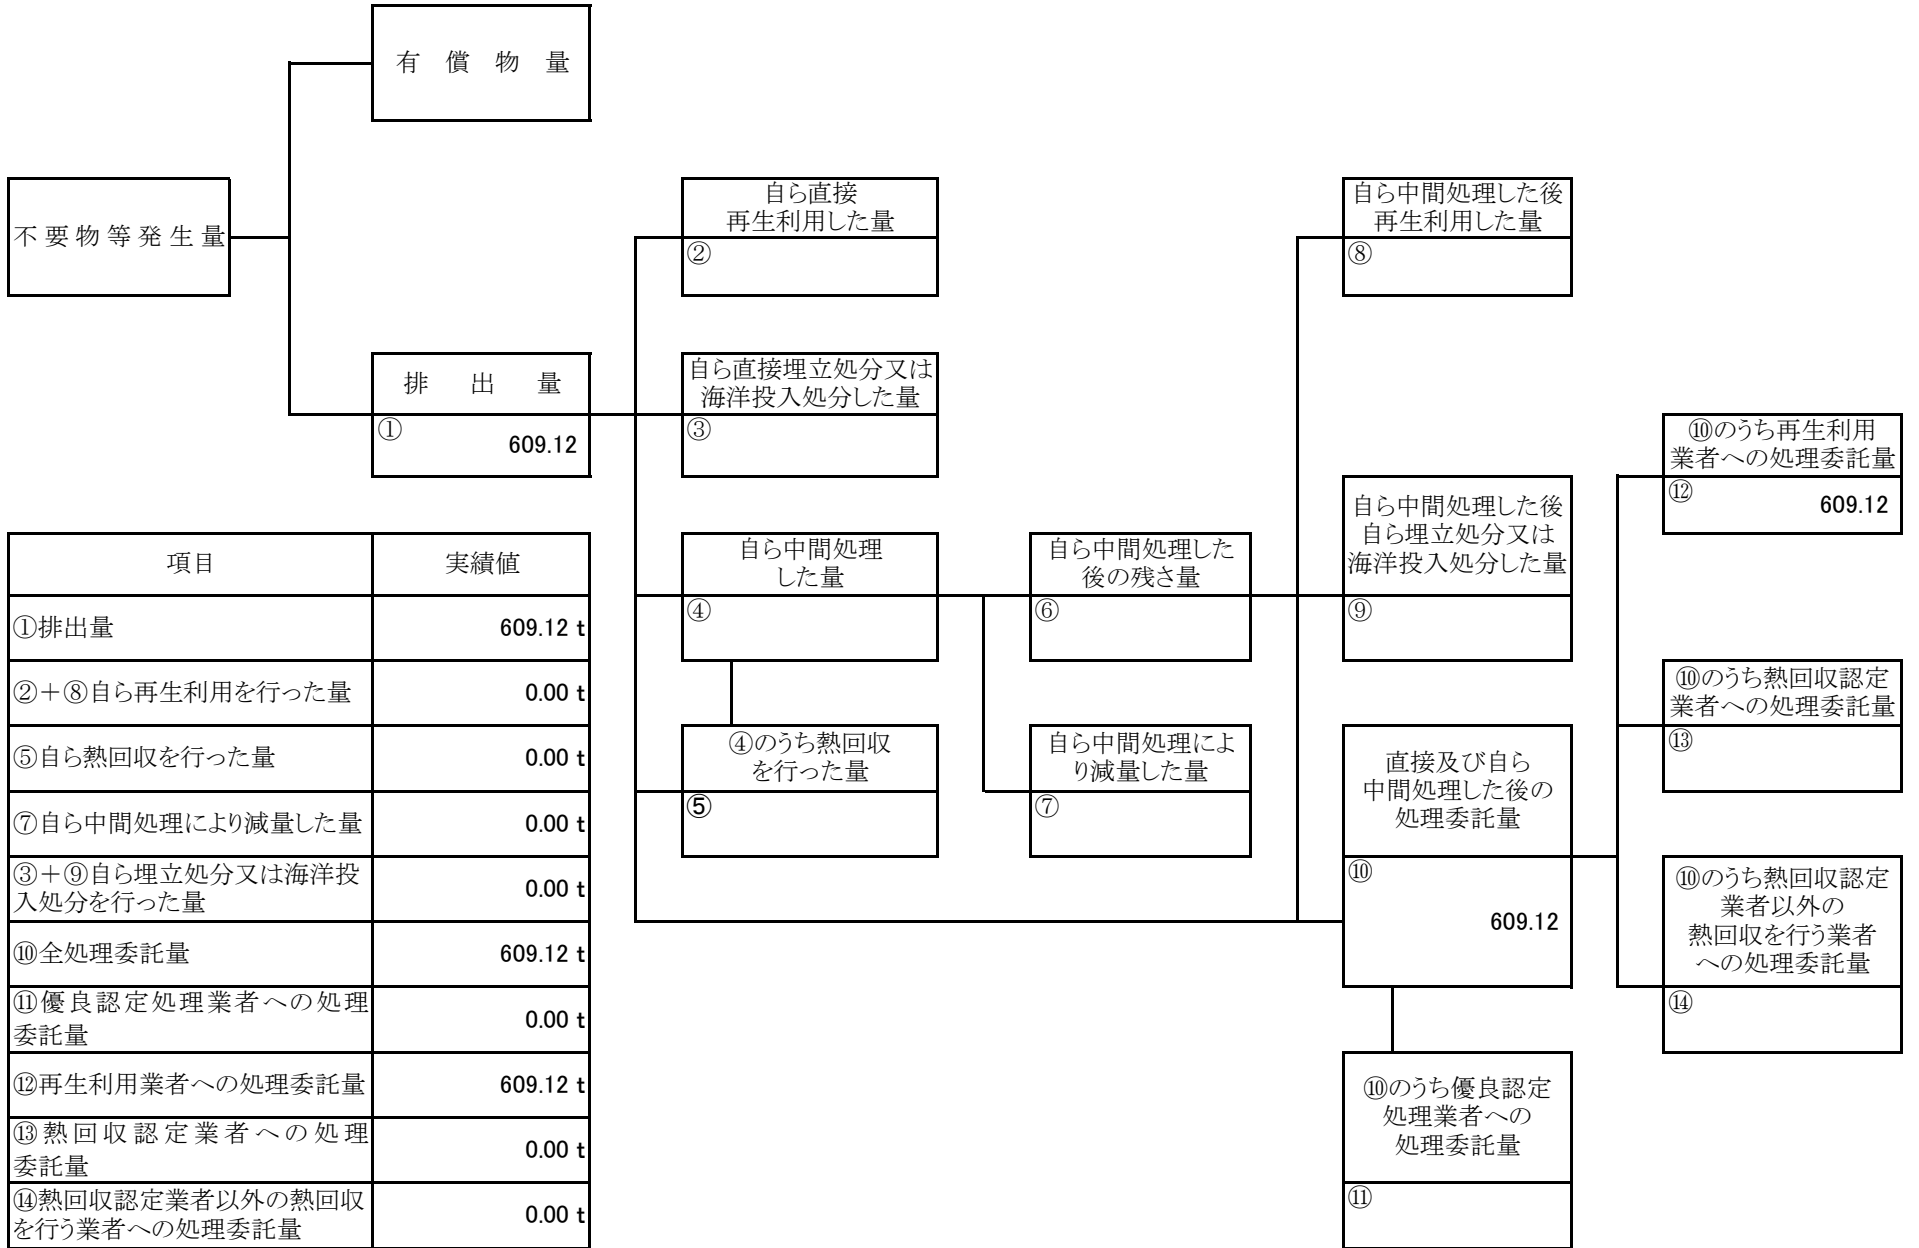 有償物量
不要物等発生量
自ら直接
再生利用した量
②
自ら中間処理した後
再生利用した量
⑧
排出量
①
609.12
自ら直接埋立処分又は
海洋投入処分した量
③
⑩のうち再生利用
業者への処理委託量
⑫
609.12
自ら中間処理
した量
④
自ら中間処理した
後の残さ量
⑥
自ら中間処理した後
自ら埋立処分又は
海洋投入処分した量
⑨
⑩のうち熱回収認定
業者への処理委託量
⑬
④のうち熱回収
を行った量
⑤
自ら中間処理によ
り減量した量
⑦
直接及び自ら
中間処理した後の
処理委託量
⑩
609.12
⑩のうち熱回収認定
業者以外の
熱回収を行う業者
への処理委託量
⑭
⑩のうち優良認定
処理業者への
処理委託量
⑪
項目 実績値
①排出量 609.12 t
②+⑧自ら再生利用を行った量 0.00 t
⑤自ら熱回収を行った量 0.00 t
⑦自ら中間処理により減量した量 0.00 t
③+⑨自ら埋立処分又は海洋投
入処分を行った量 0.00 t
⑩全処理委託量 609.12 t
⑪優良認定処理業者への処理
委託量 0.00 t
⑫再生利用業者への処理委託量 609.12 t
⑬熱回収認定業者への処理
委託量 0.00 t
⑭熱回収認定業者以外の熱回収
を行う業者への処理委託量 0.00 t